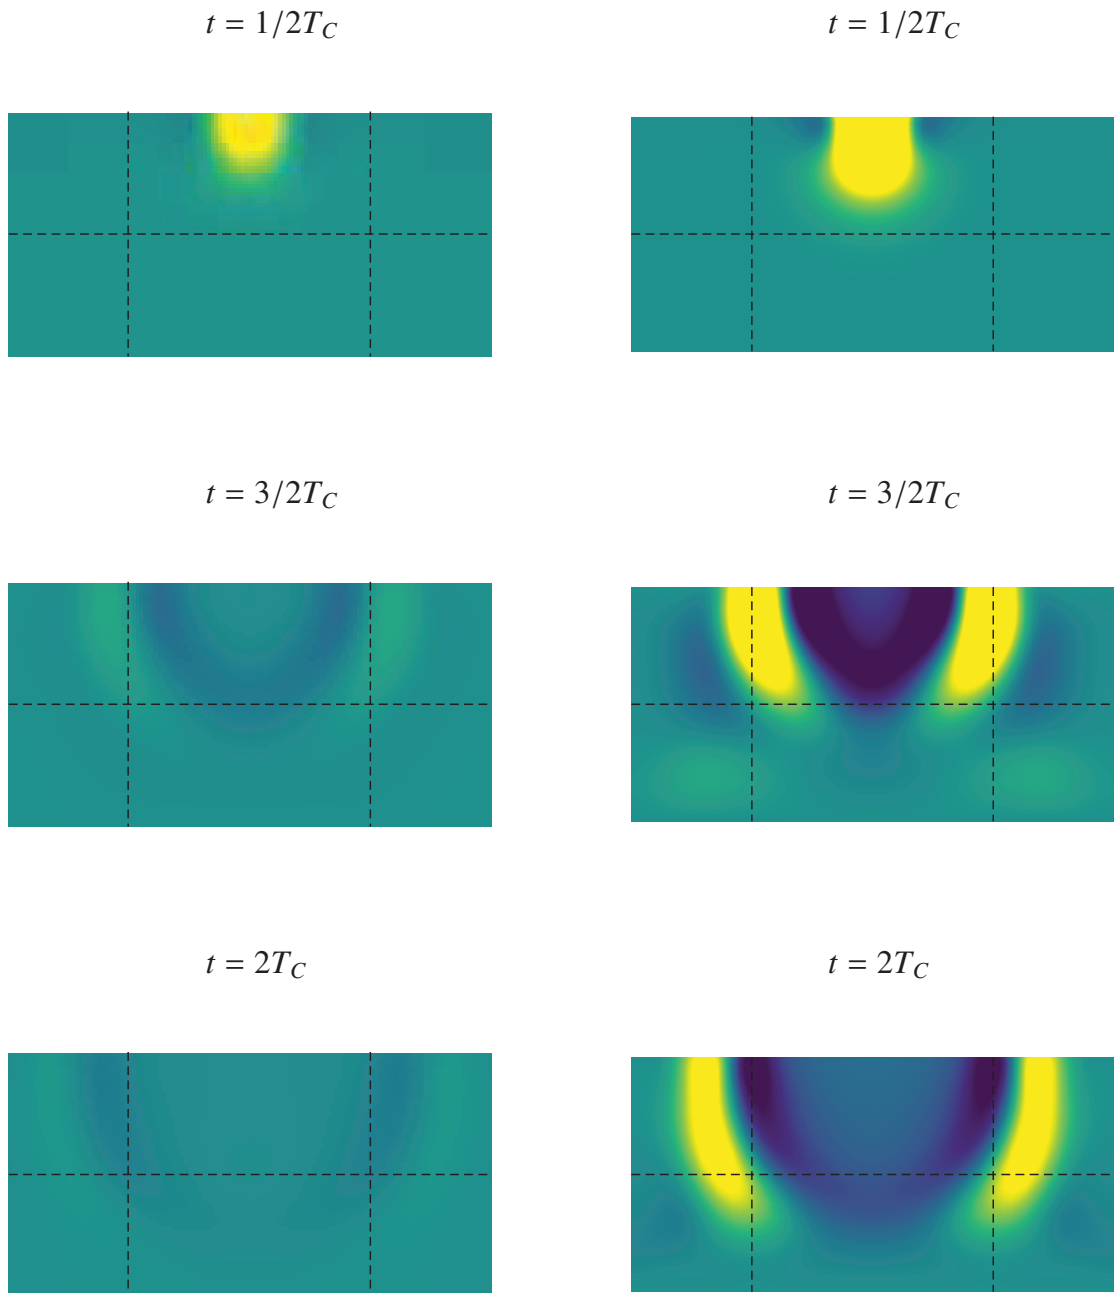 t = 1/2T_C
t = 1/2T_C
t = 3/2T_C
t = 3/2T_C
t = 2T_C
t = 2T_C